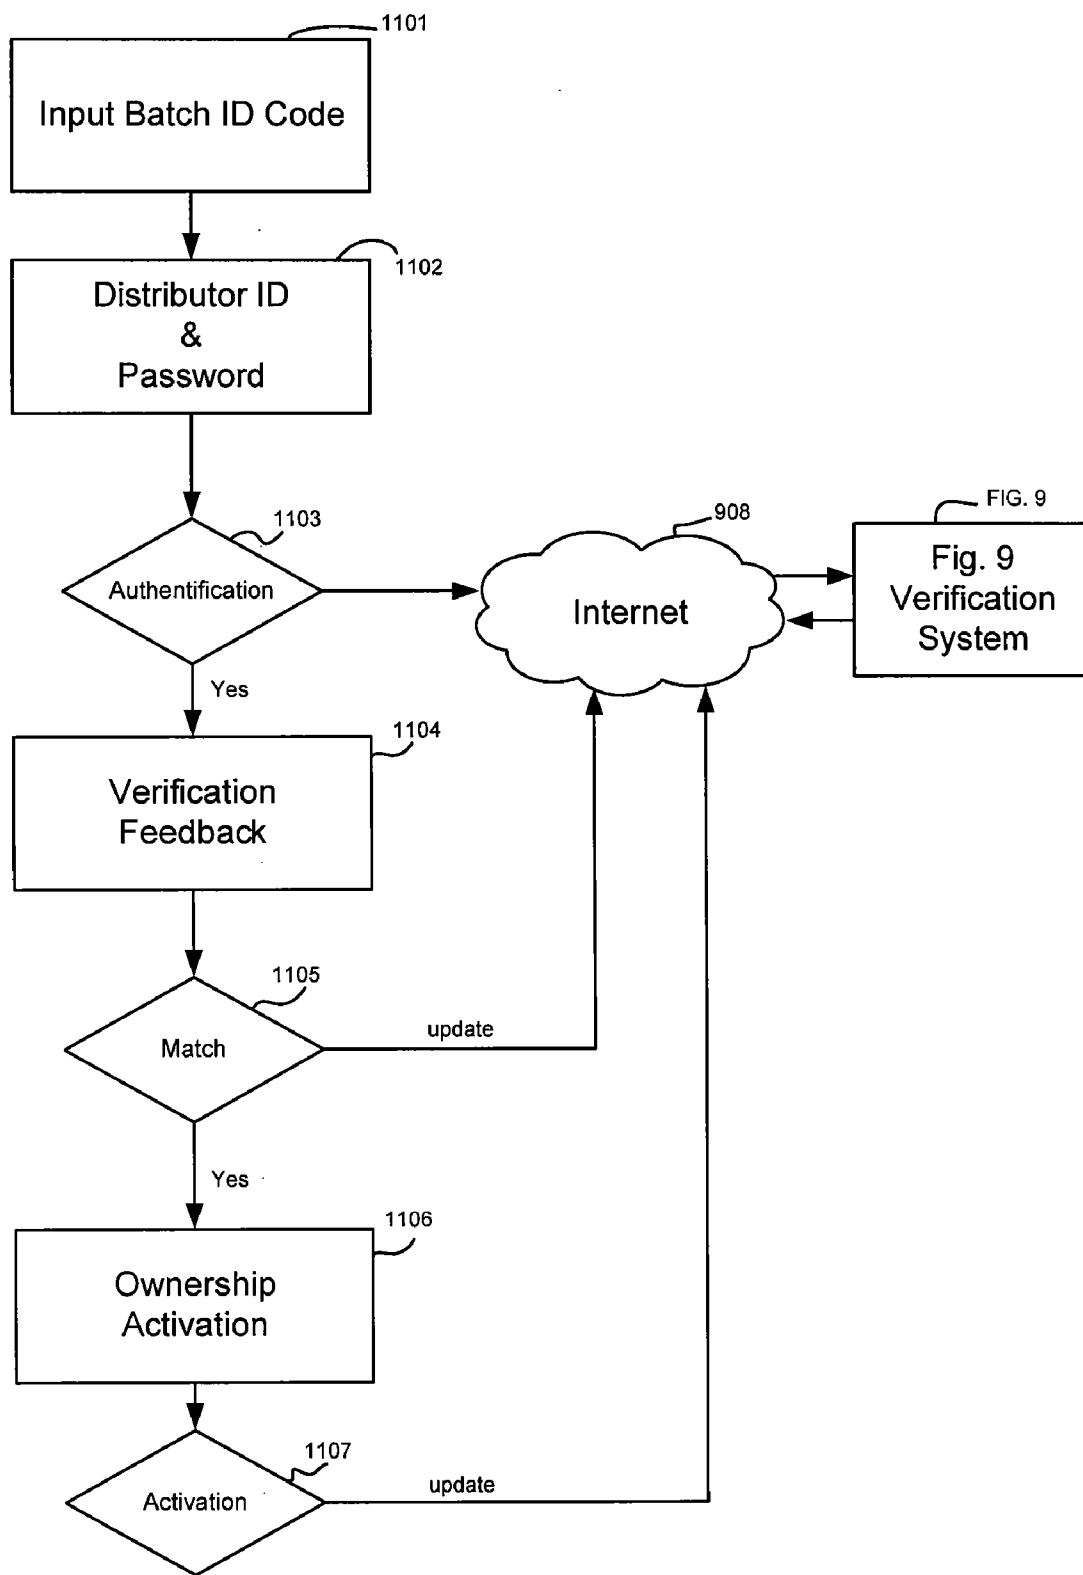 1101
Input Batch ID Code
1102
Distributor ID
&
Password
1103
Authentification
908
Internet
FIG. 9
Fig. 9
Verification
System
Yes
1104
Verification
Feedback
1105
Match
update
Yes
1106
Ownership
Activation
1107
Activation
update